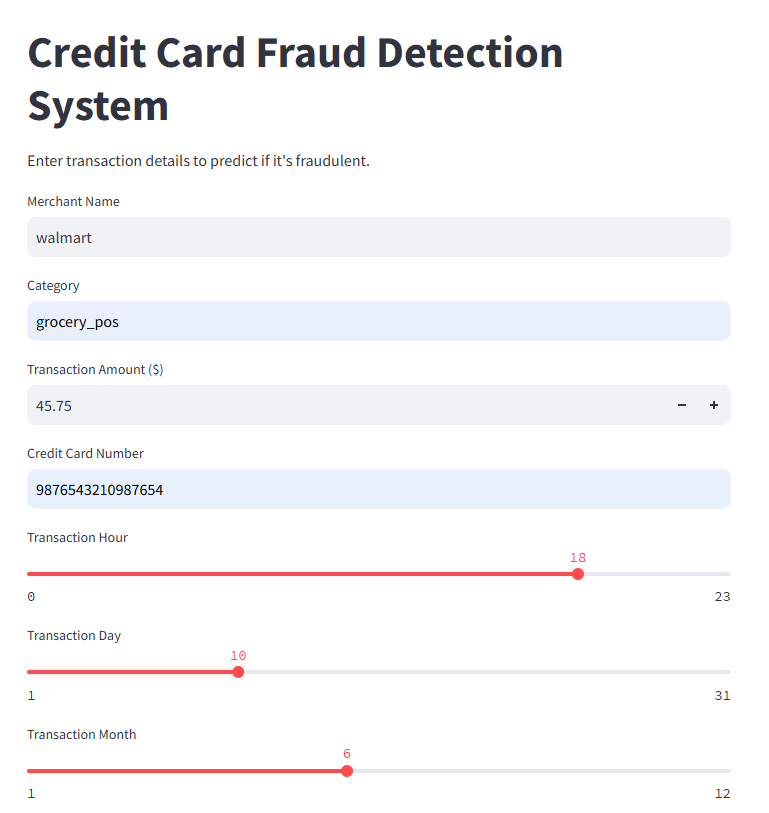 Credit Card Fraud Detection
System
Enter transaction details to predict if it's fraudulent.
Merchant Name
walmart
Category
grocery_pos
Transaction Amount ($)
45.75 − +
Credit Card Number
9876543210987654
Transaction Hour
18
0 23
Transaction Day
10
1 31
Transaction Month
6
1 12